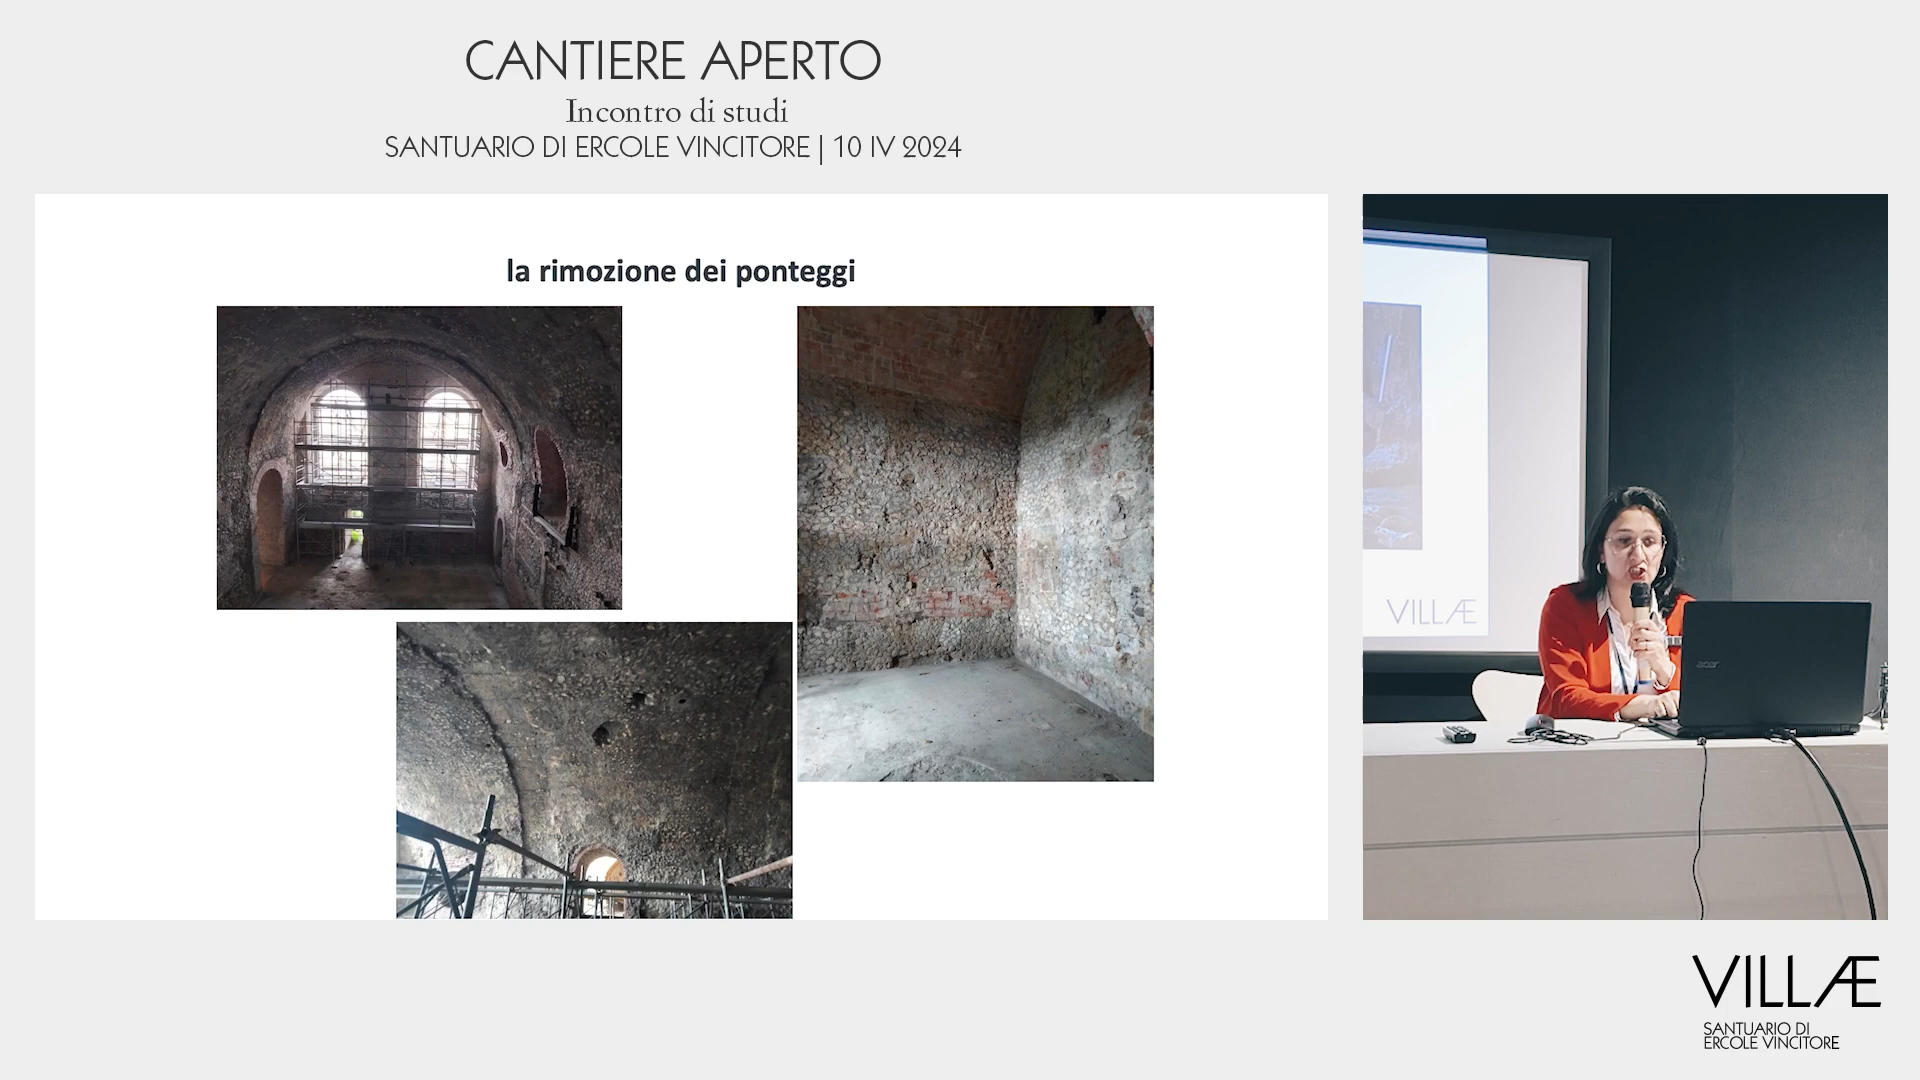 CANTIERE APERTO
Incontro di studi
SANTUARIO DI ERCOLE VINCITORE | 10 IV 2024
la rimozione dei ponteggi
VILLÆ
acer
VILLÆ
SANTUARIO DI
ERCOLE VINCITORE